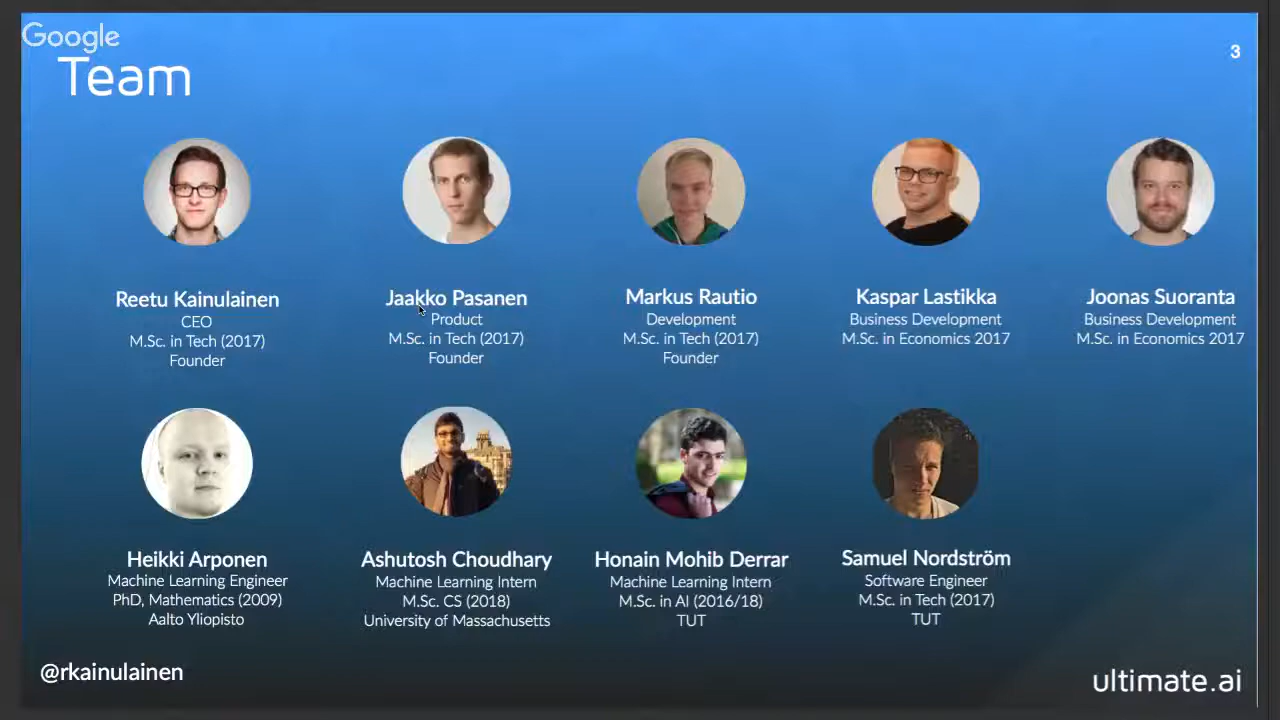 Google
3
Team
Reetu Kainulainen
CEO
M.Sc. in Tech (2017)
Founder
Jaakko Pasanen
Product
M.Sc. in Tech (2017)
Founder
Markus Rautio
Development
M.Sc. in Tech (2017)
Founder
Kaspar Lastikka
Business Development
M.Sc. in Economics 2017
Joonas Suoranta
Business Development
M.Sc. in Economics 2017
Heikki Arponen
Machine Learning Engineer
PhD, Mathematics (2009)
Aalto Yliopisto
Ashutosh Choudhary
Machine Learning Intern
M.Sc. CS (2018)
University of Massachusetts
Honain Mohib Derrar
Machine Learning Intern
M.Sc. in AI (2016/18)
TUT
Samuel Nordström
Software Engineer
M.Sc. in Tech (2017)
TUT
@rkainulainen
ultimate.ai